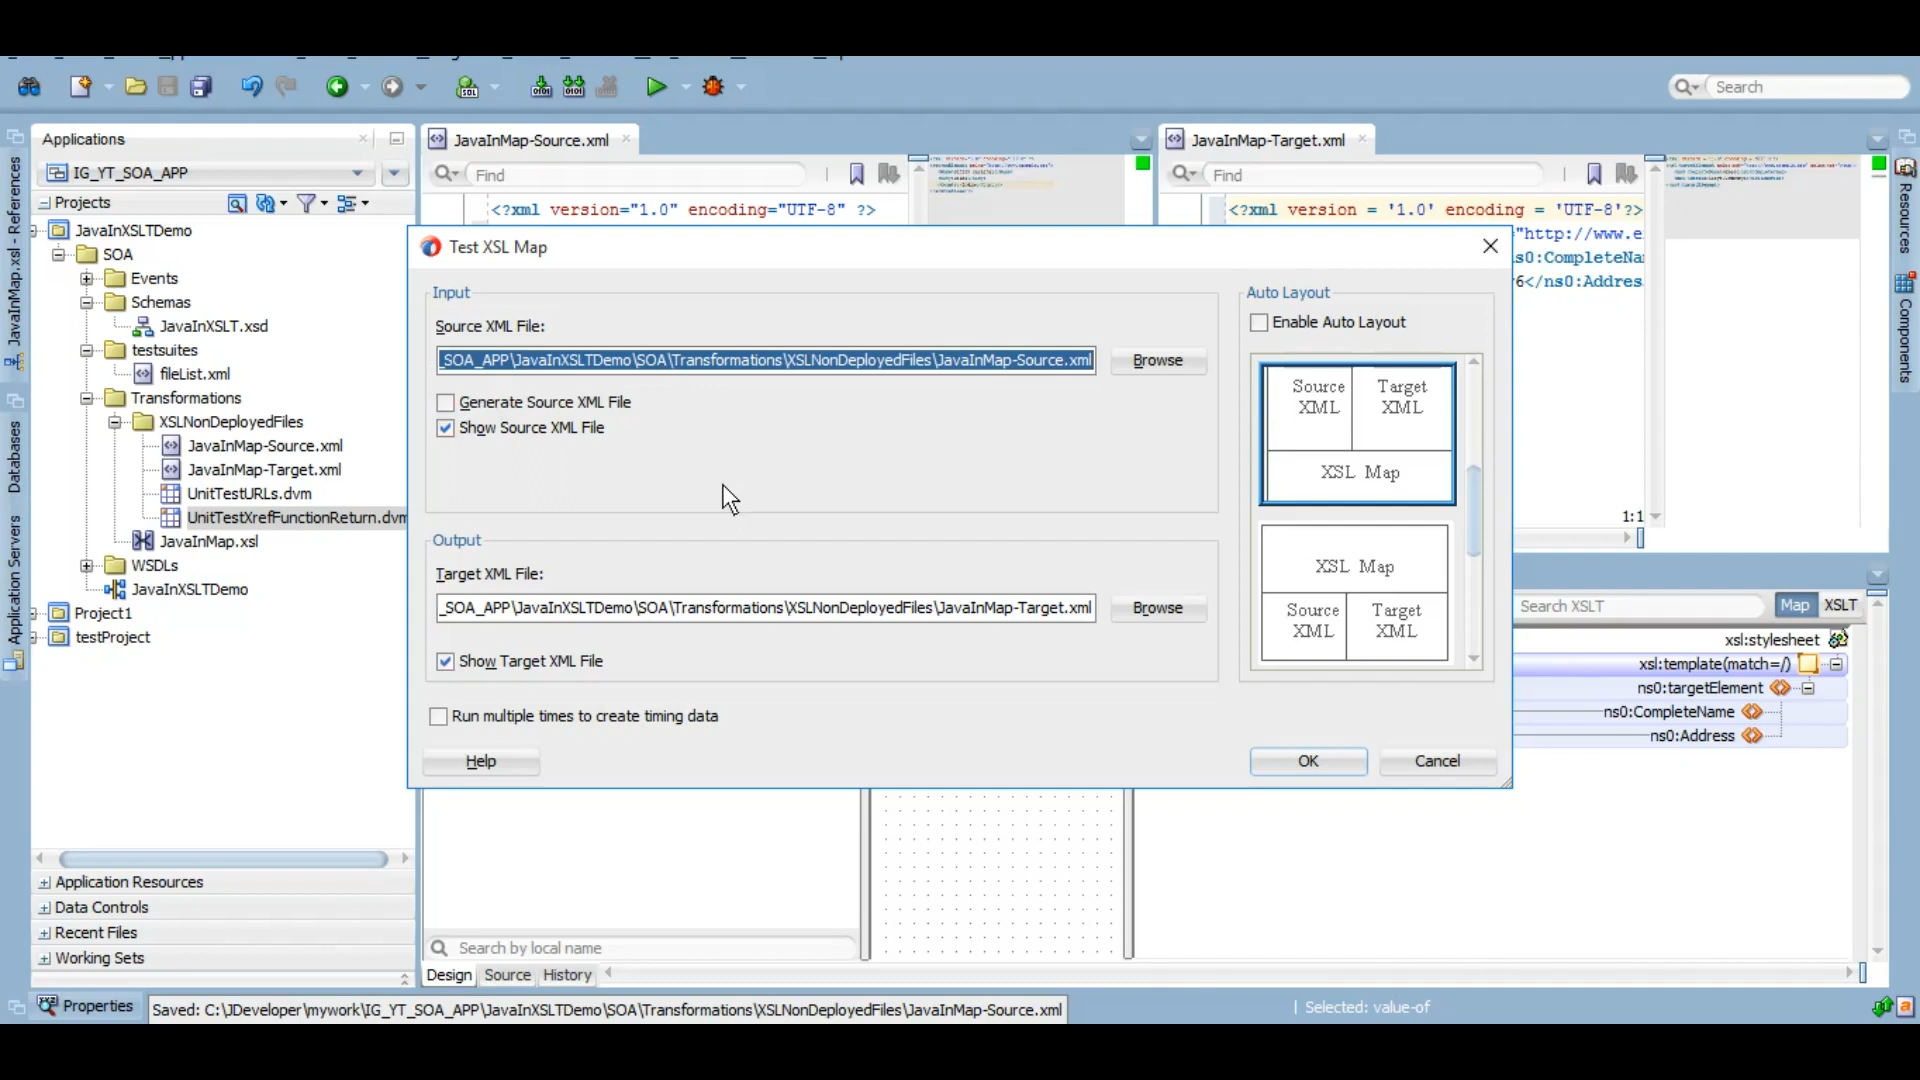 Search
JavaInMap.xsl - References
Databases
Application Servers
Applications
IG_YT_SOA_APP
Projects
JavaInXSLTDemo
SOA
Events
Schemas
JavaInXSLT.xsd
testsuites
fileList.xml
Transformations
XSLNonDeployedFiles
JavaInMap-Source.xml
JavaInMap-Target.xml
UnitTestURLs.dvm
UnitTestXrefFunctionReturn.dvm
JavaInMap.xsl
WSDLs
JavaInXSLTDemo
Project1
testProject
Application Resources
Data Controls
Recent Files
Working Sets
JavaInMap-Source.xml
Find
<?xml version="1.0" encoding="UTF-8" ?>
JavaInMap-Target.xml
Find
<?xml version = '1.0' encoding = 'UTF-8'?>
="http://www.e
s0:CompleteNa
6</ns0:Addres
1:1
Resources
Components
Test XSL Map
Input
Source XML File:
_SOA_APP\JavaInXSLTDemo\SOA\Transformations\XSLNonDeployedFiles\JavaInMap-Source.xml
Browse
Generate Source XML File
Show Source XML File
Output
Target XML File:
_SOA_APP\JavaInXSLTDemo\SOA\Transformations\XSLNonDeployedFiles\JavaInMap-Target.xml
Browse
Show Target XML File
Run multiple times to create timing data
Help
OK
Cancel
Auto Layout
Enable Auto Layout
Source XML
Target XML
XSL Map
XSL Map
Source XML
Target XML
Search XSLT
Map
XSLT
xsl:stylesheet
xsl:template(match=/)
ns0:targetElement
ns0:CompleteName
ns0:Address
Search by local name
Design
Source
History
Properties
Saved: C:\JDeveloper\mywork\IG_YT_SOA_APP\JavaInXSLTDemo\SOA\Transformations\XSLNonDeployedFiles\JavaInMap-Source.xml
Selected: value-of